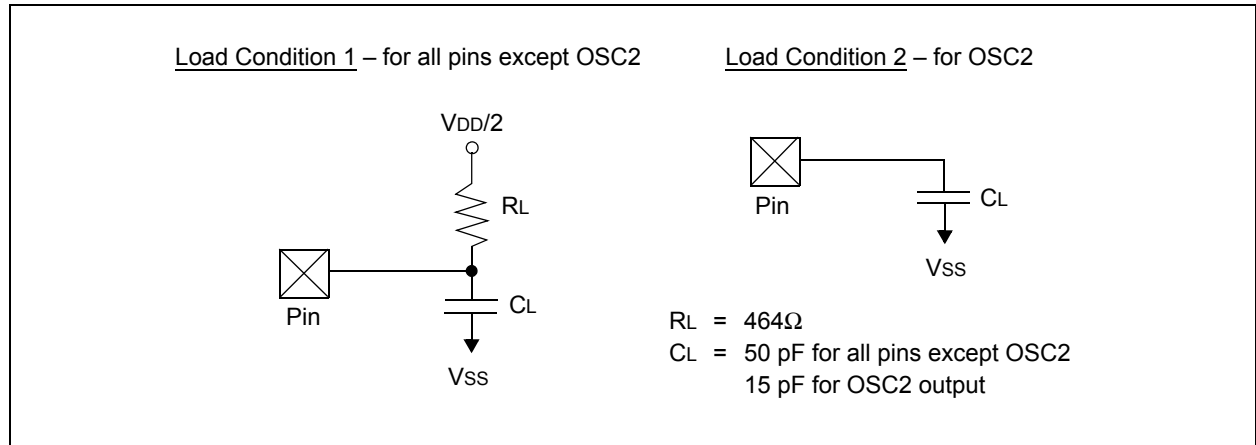 Load Condition 1 – for all pins except OSC2
Load Condition 2 – for OSC2
VDD/2
RL
Pin
CL
VSS
Pin
CL
VSS
RL = 464Ω
CL = 50 pF for all pins except OSC2
15 pF for OSC2 output